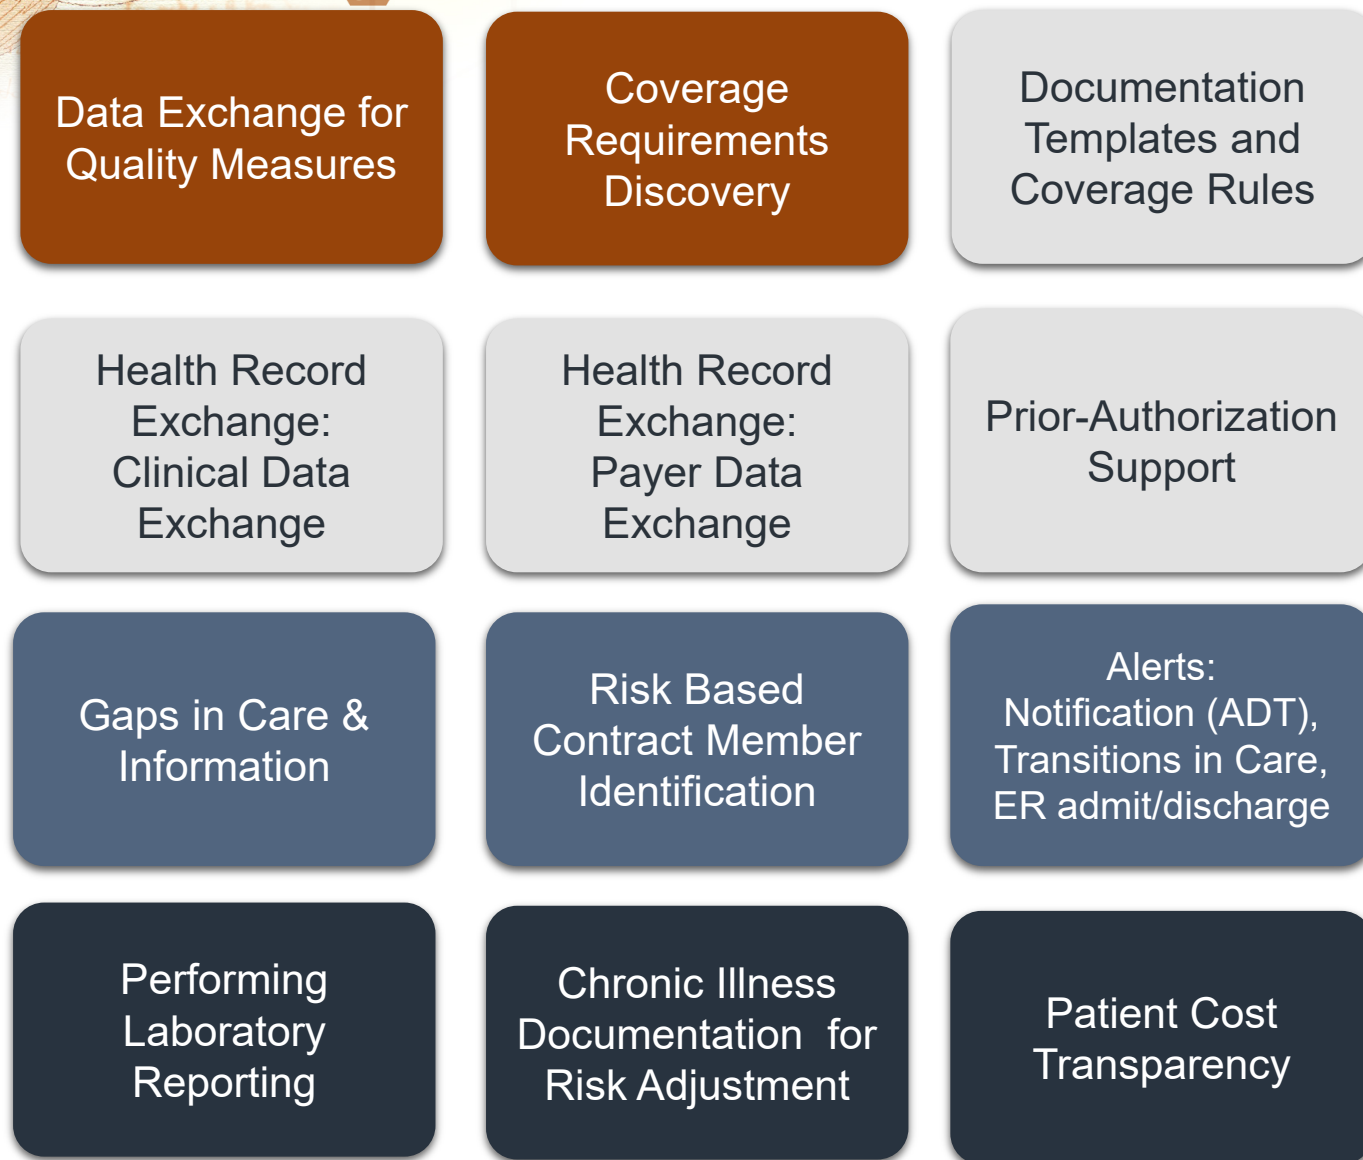 Data Exchange for
Quality Measures
Coverage
Requirements
Discovery
Documentation
Templates and
Coverage Rules
Health Record
Exchange:
Clinical Data
Exchange
Health Record
Exchange:
Payer Data
Exchange
Prior-Authorization
Support
Gaps in Care &
Information
Risk Based
Contract Member
Identification
Alerts:
Notification (ADT),
Transitions in Care,
ER admit/discharge
Performing
Laboratory
Reporting
Chronic Illness
Documentation for
Risk Adjustment
Patient Cost
Transparency